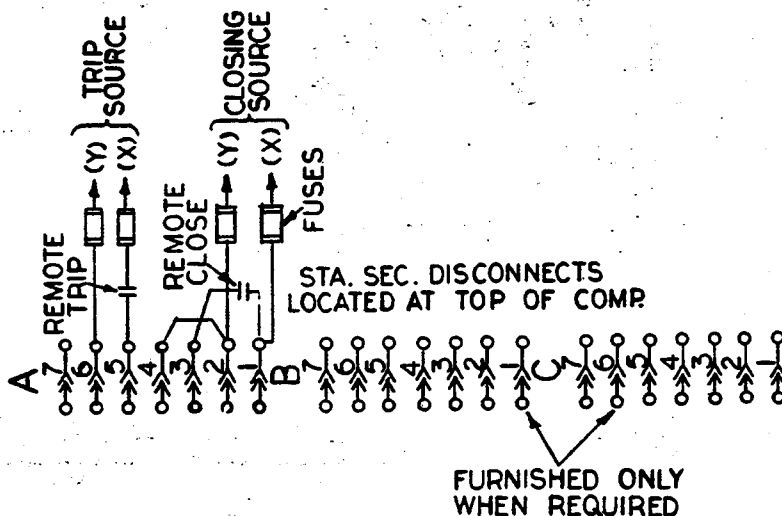 TRIP
SOURCE
(Y)
(X)
CLOSING
SOURCE
(Y)
(X)
REMOTE
TRIP
REMOTE
CLOSE
FUSES
STA. SEC. DISCONNECTS
LOCATED AT TOP OF COMP.
A
7
6
5
4
3
2
1
B
7
6
5
4
3
2
1
C
7
6
5
4
3
2
1
FURNISHED ONLY
WHEN REQUIRED